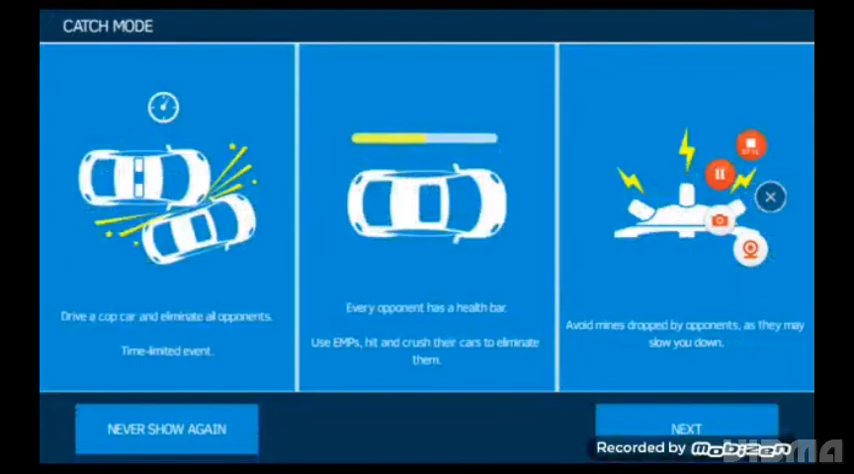 CATCH MODE
Drive a cop car and eliminate all opponents.
Time-limited event.
Every opponent has a health bar.
Use EMPs, hit and crush their cars to eliminate
them.
Avoid mines dropped by opponents, as they may
slow you down.
NEVER SHOW AGAIN
NEXT
Recorded by mobizen
VIDMA